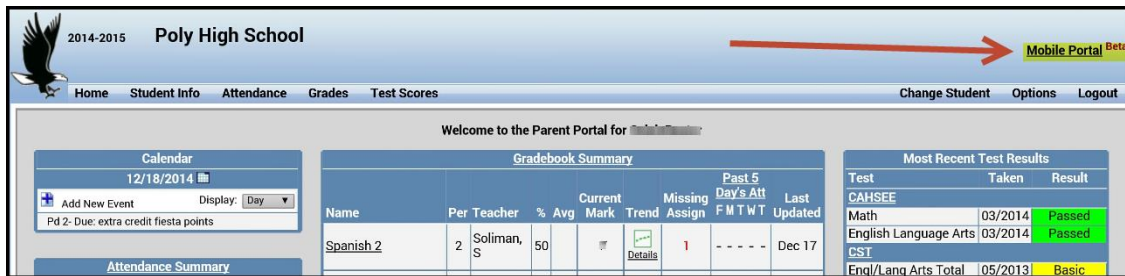 2014-2015 Poly High School
Mobile Portal Beta
Home Student Info Attendance Grades Test Scores Change Student Options Logout
Welcome to the Parent Portal for
Calendar
12/18/2014
Add New Event Display: Day
Pd 2- Due: extra credit fiesta points
Attendance Summary
Gradebook Summary
Name Per Teacher % Avg Current Mark Trend Missing Assign Past 5 Day's Att F M T W T Last Updated
Spanish 2 2 Soliman, S 50 Details 1 - - - - - Dec 17
Most Recent Test Results
Test Taken Result
CAHSEE
Math 03/2014 Passed
English Language Arts 03/2014 Passed
CST
Engl/Lang Arts Total 05/2013 Basic